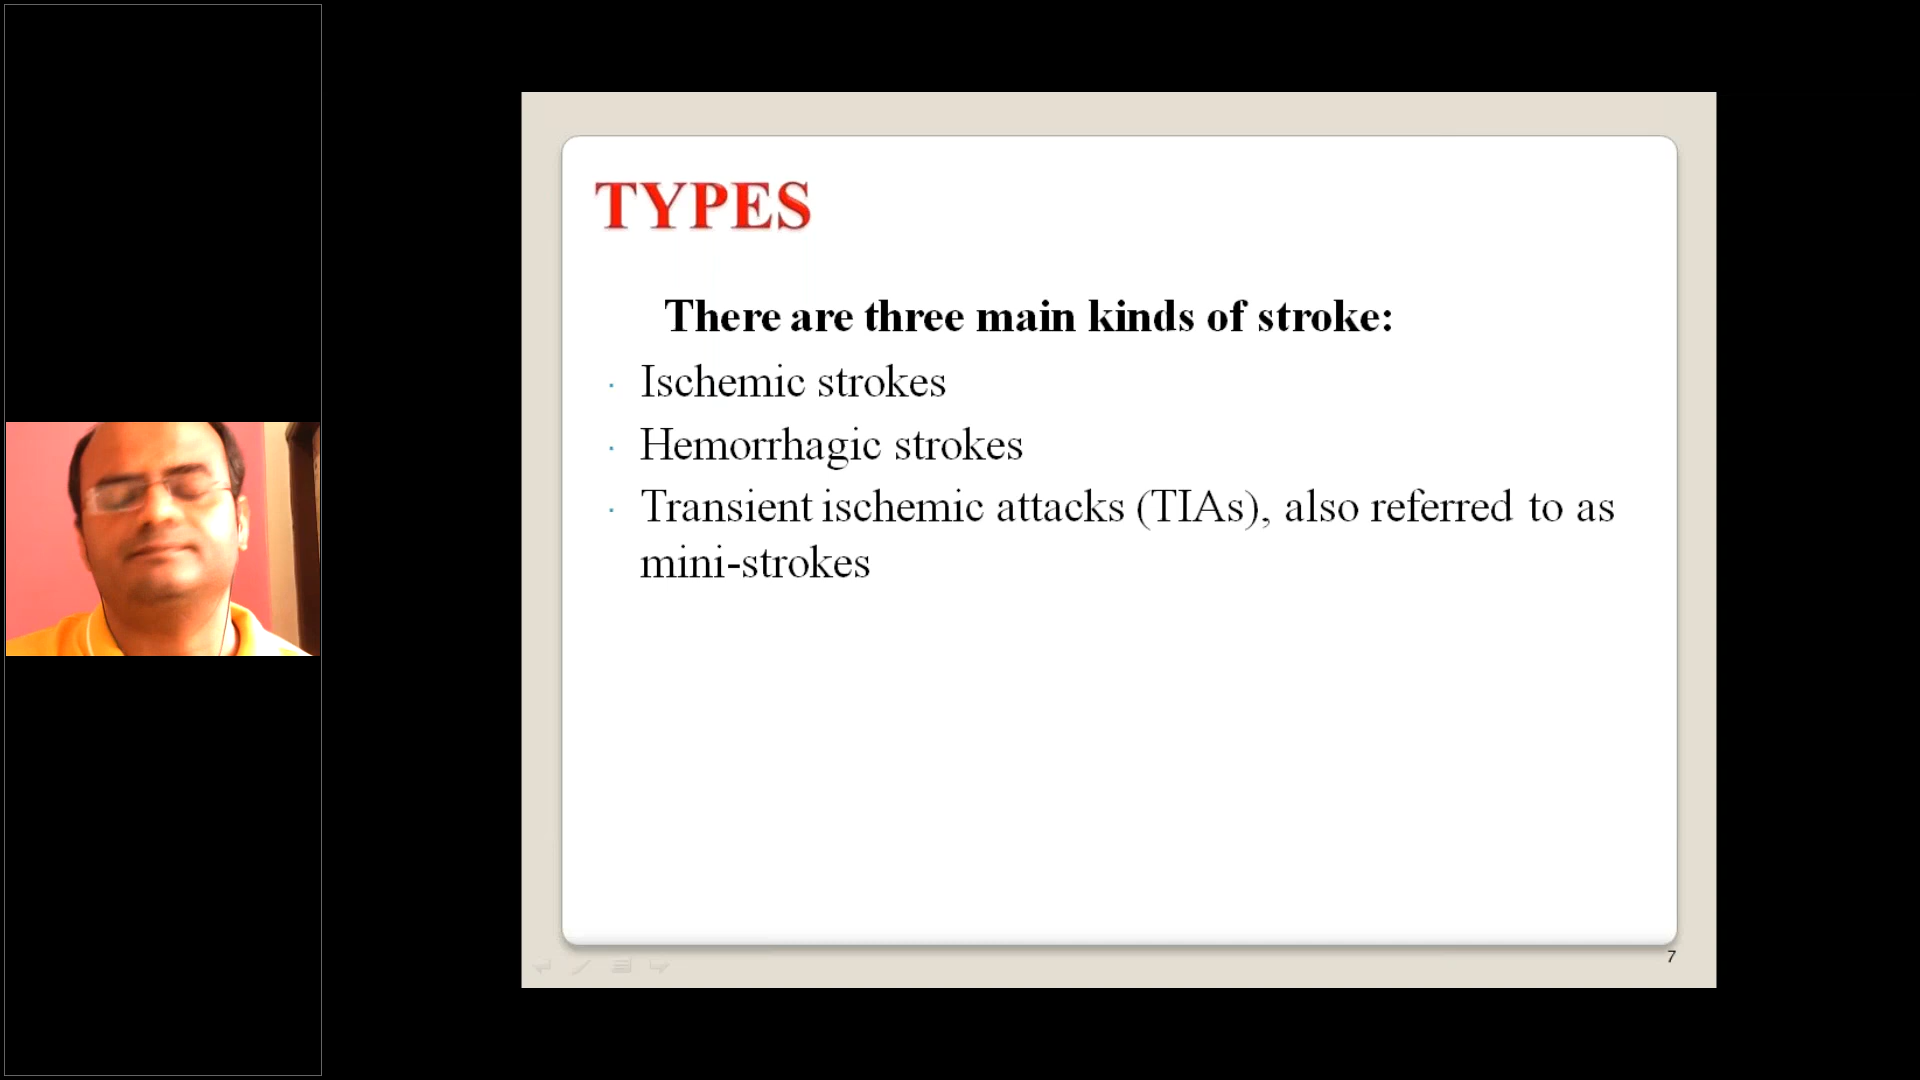 TYPES
There are three main kinds of stroke:
· Ischemic strokes
· Hemorrhagic strokes
· Transient ischemic attacks (TIAs), also referred to as
mini-strokes
7